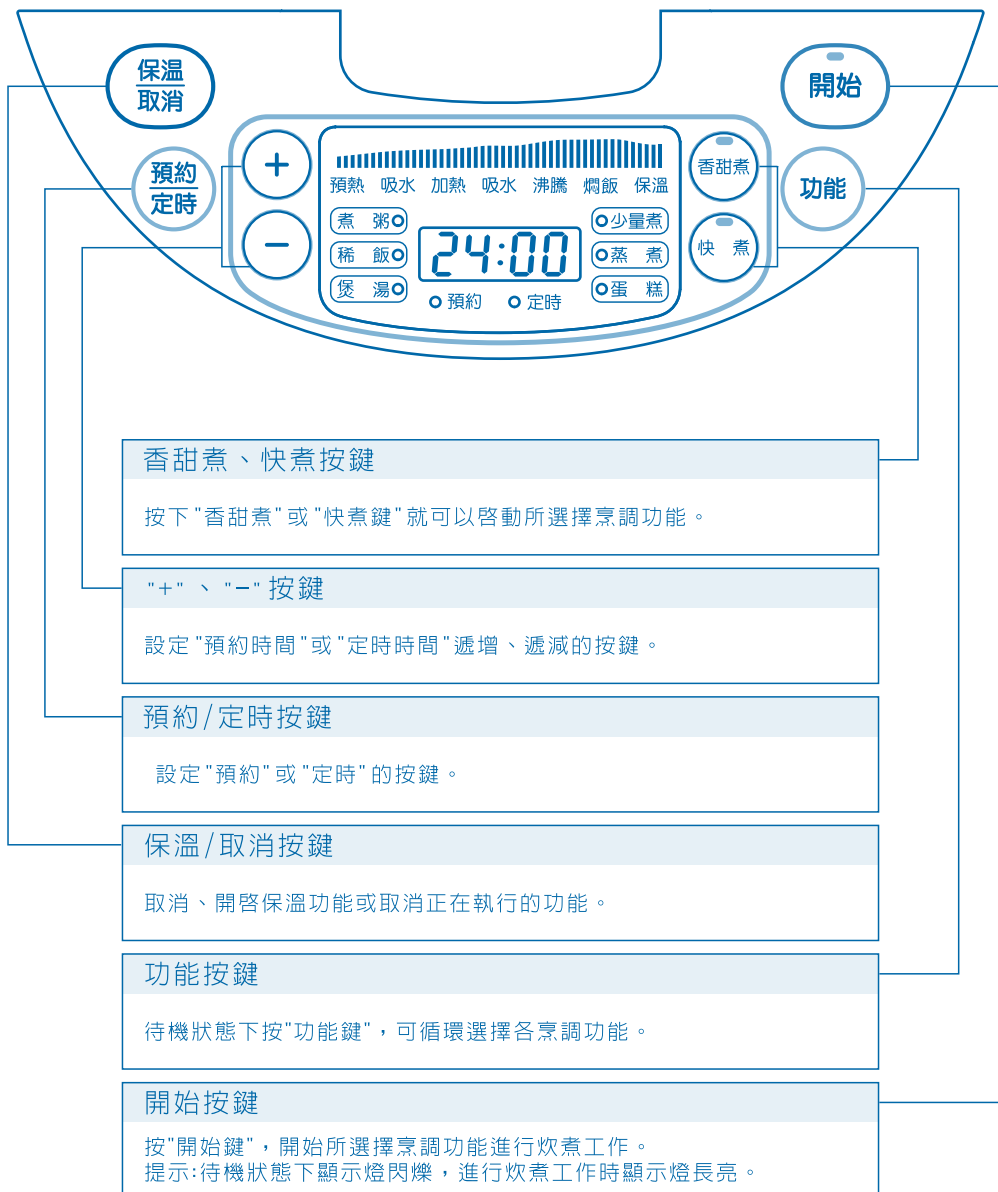 保溫
取消
開始
預約
定時
+
−
預熱 吸水 加熱 吸水 沸騰 燜飯 保溫
煮 粥
稀 飯
煲 湯
24:00
預約 定時
少量煮
蒸 煮
蛋 糕
香甜煮
快 煮
功能
香甜煮、快煮按鍵
按下"香甜煮"或"快煮鍵"就可以啓動所選擇烹調功能。
"+" 、 "−" 按鍵
設定"預約時間"或"定時時間"遞增、遞減的按鍵。
預約/定時按鍵
設定"預約"或"定時"的按鍵。
保溫/取消按鍵
取消、開啓保溫功能或取消正在執行的功能。
功能按鍵
待機狀態下按"功能鍵",可循環選擇各烹調功能。
開始按鍵
按"開始鍵",開始所選擇烹調功能進行炊煮工作。
提示:待機狀態下顯示燈閃爍,進行炊煮工作時顯示燈長亮。